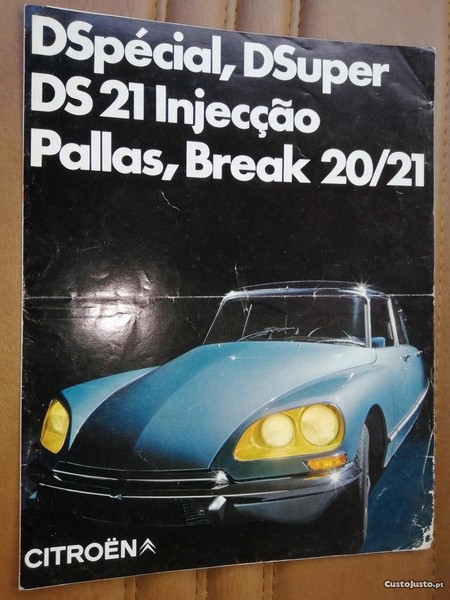 DSpécial, DSuper
DS 21 Injecção
Pallas, Break 20/21
CITROËN
CustoJusto.pt